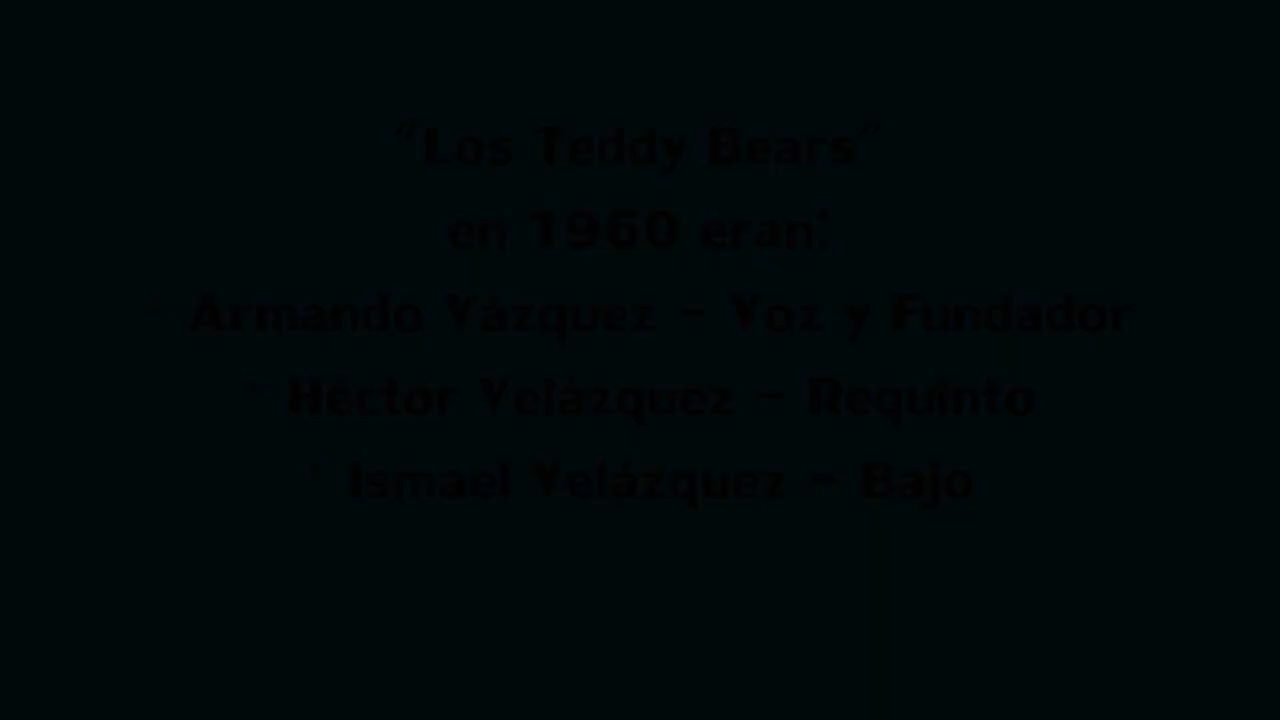 "Los Teddy Bears"
en 1960 eran:
* Armando Vázquez - Voz y Fundador
* Héctor Velázquez - Requinto
* Ismael Velázquez - Bajo